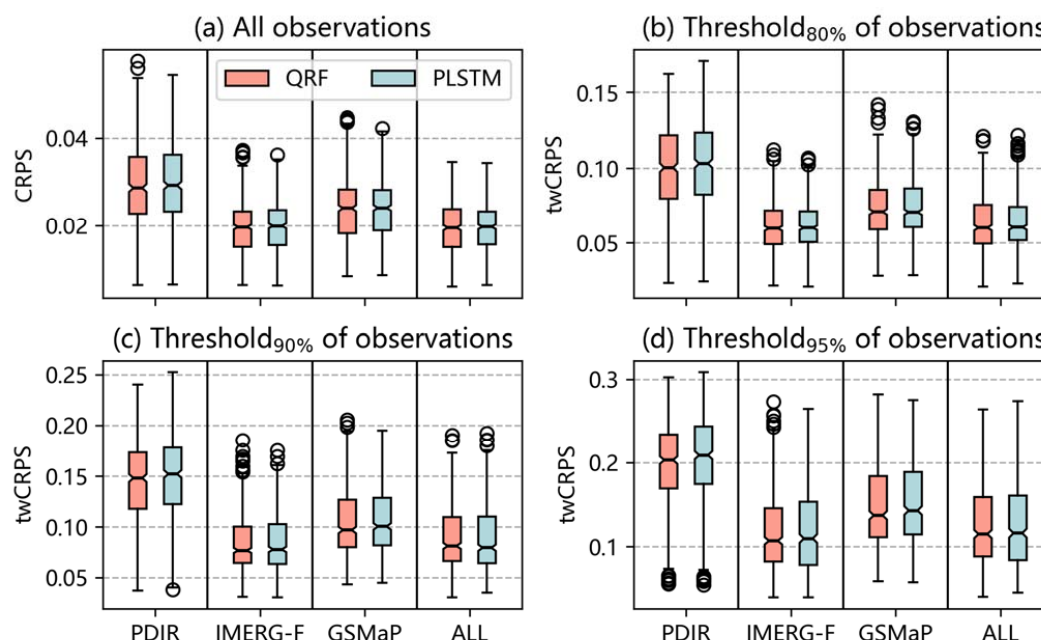 (a) All observations
(b) Threshold80% of observations
QRF PLSTM
CRPS
0.04
0.02
twCRPS
0.15
0.10
0.05
(c) Threshold90% of observations
(d) Threshold95% of observations
twCRPS
0.25
0.20
0.15
0.10
0.05
twCRPS
0.3
0.2
0.1
PDIR IMERG-F GSMaP ALL
PDIR IMERG-F GSMaP ALL